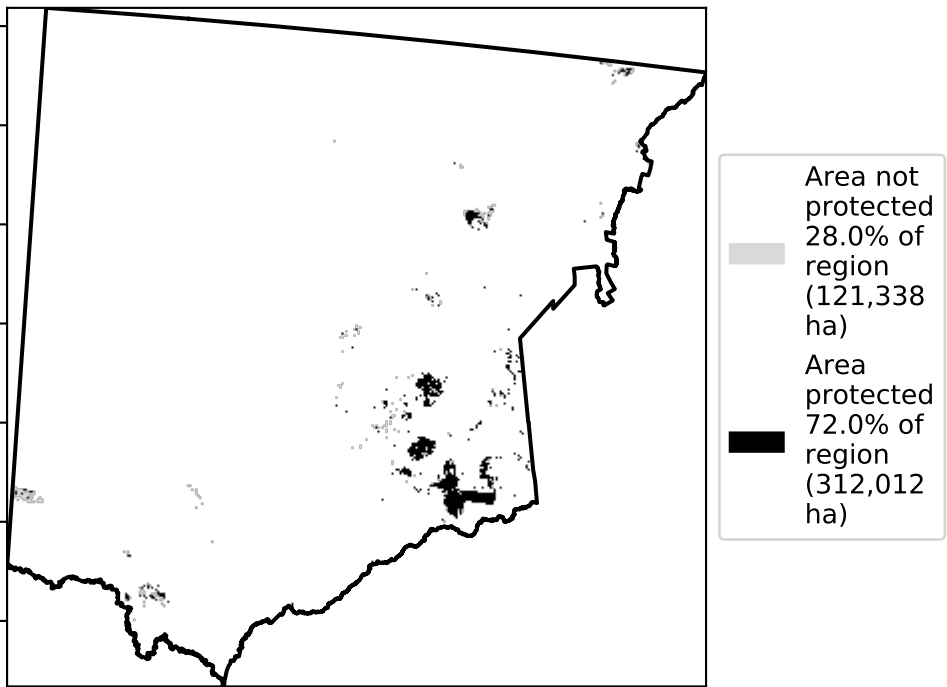 Area not
protected
28.0% of
region
(121,338
ha)
Area
protected
72.0% of
region
(312,012
ha)